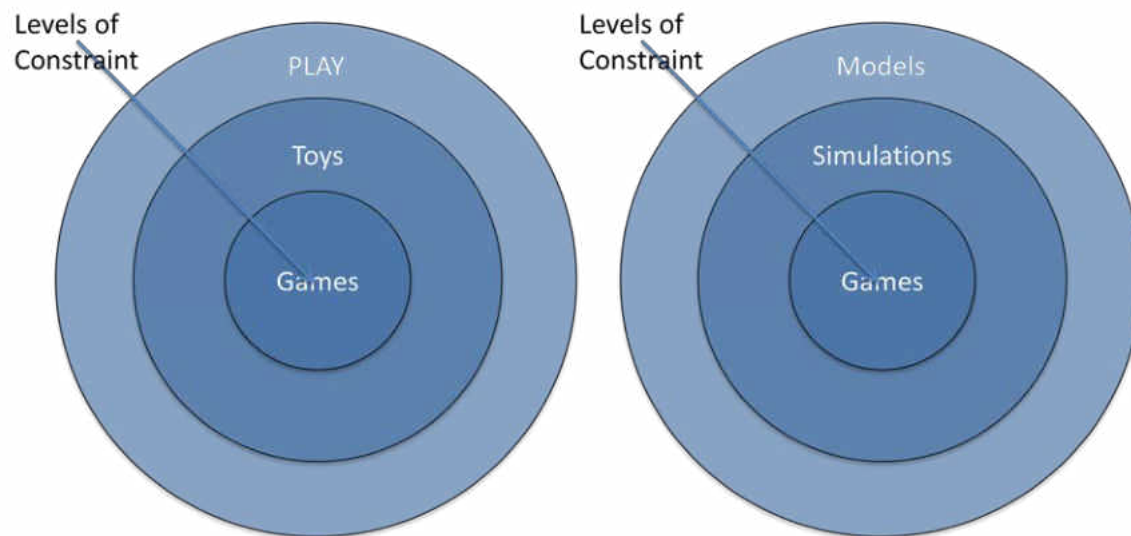 Levels of
Constraint
PLAY
Toys
Games
Levels of
Constraint
Models
Simulations
Games